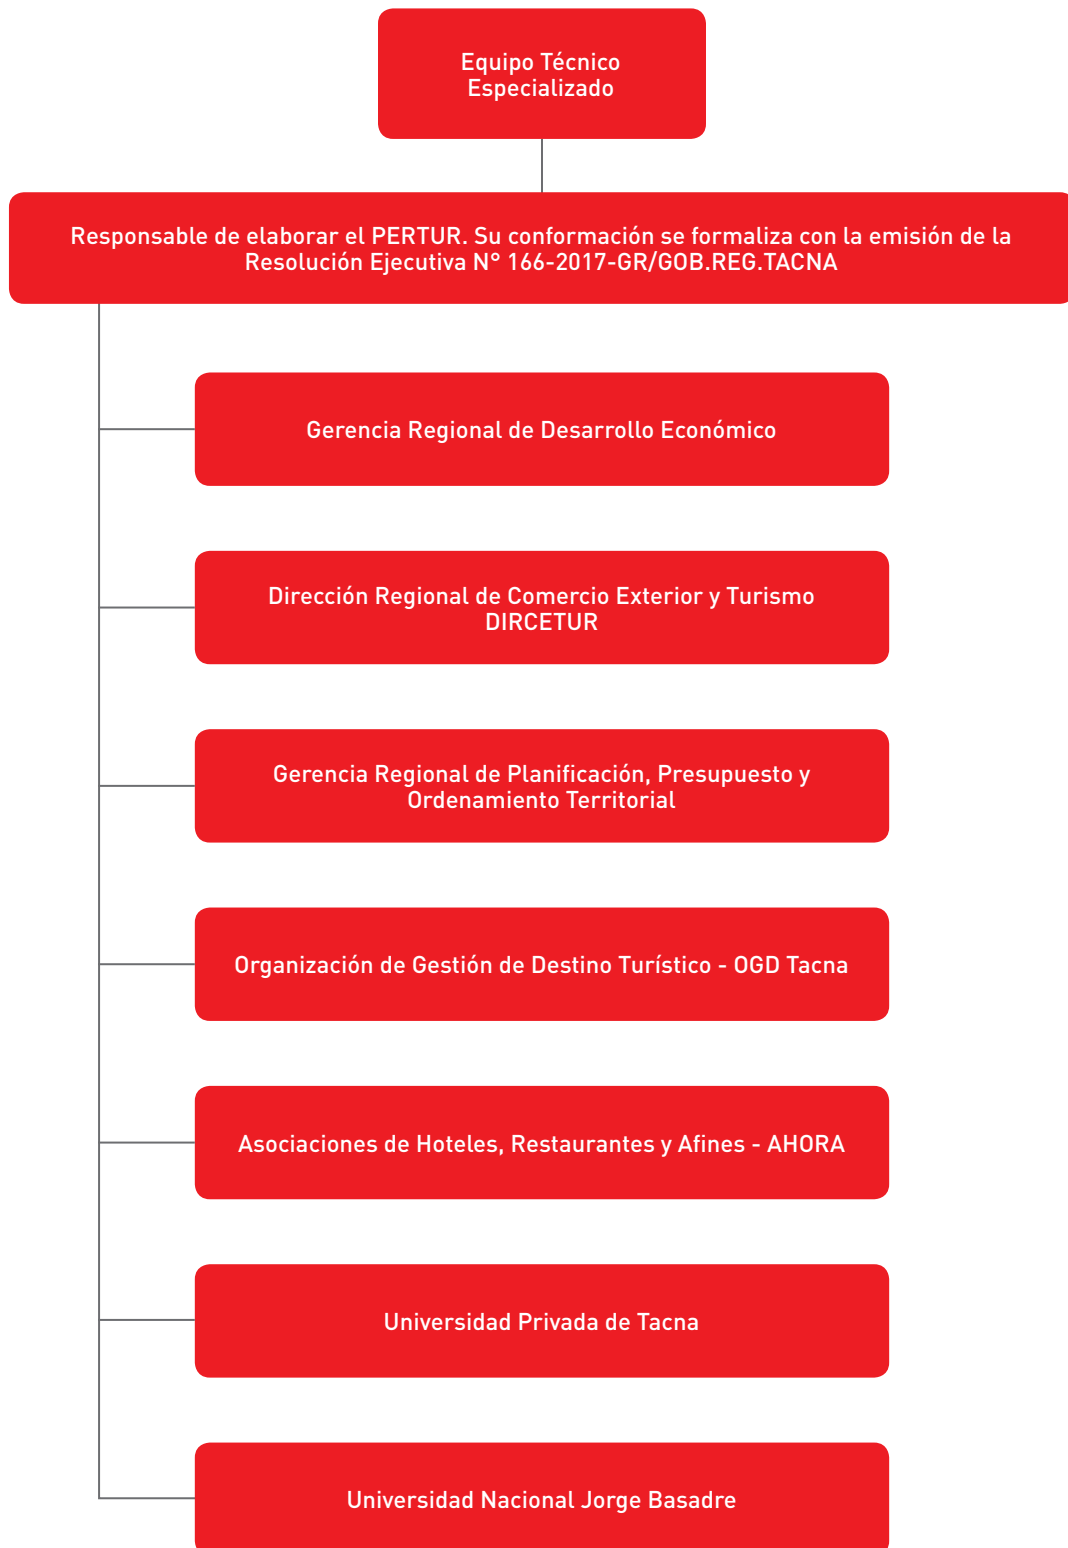 Equipo Técnico
Especializado
Responsable de elaborar el PERTUR. Su conformación se formaliza con la emisión de la
Resolución Ejecutiva N° 166-2017-GR/GOB.REG.TACNA
Gerencia Regional de Desarrollo Económico
Dirección Regional de Comercio Exterior y Turismo
DIRCETUR
Gerencia Regional de Planificación, Presupuesto y
Ordenamiento Territorial
Organización de Gestión de Destino Turístico - OGD Tacna
Asociaciones de Hoteles, Restaurantes y Afines - AHORA
Universidad Privada de Tacna
Universidad Nacional Jorge Basadre